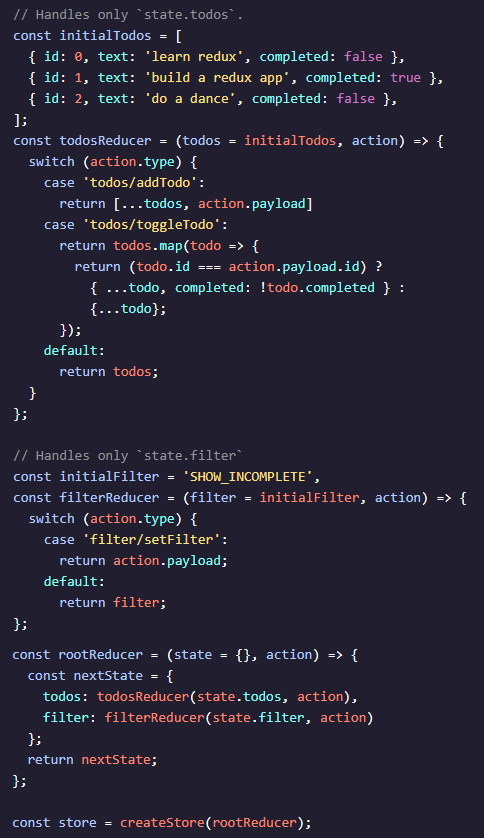 // Handles only `state.todos`.
const initialTodos = [
  { id: 0, text: 'learn redux', completed: false },
  { id: 1, text: 'build a redux app', completed: true },
  { id: 2, text: 'do a dance', completed: false },
];
const todosReducer = (todos = initialTodos, action) => {
  switch (action.type) {
    case 'todos/addTodo':
      return [...todos, action.payload]
    case 'todos/toggleTodo':
      return todos.map(todo => {
        return (todo.id === action.payload.id) ?
          { ...todo, completed: !todo.completed } :
          {...todo};
      });
    default:
      return todos;
  }
};

// Handles only `state.filter`
const initialFilter = 'SHOW_INCOMPLETE',
const filterReducer = (filter = initialFilter, action) => {
  switch (action.type) {
    case 'filter/setFilter':
      return action.payload;
    default:
      return filter;
};
const rootReducer = (state = {}, action) => {
  const nextState = {
    todos: todosReducer(state.todos, action),
    filter: filterReducer(state.filter, action)
  };
  return nextState;
};

const store = createStore(rootReducer);